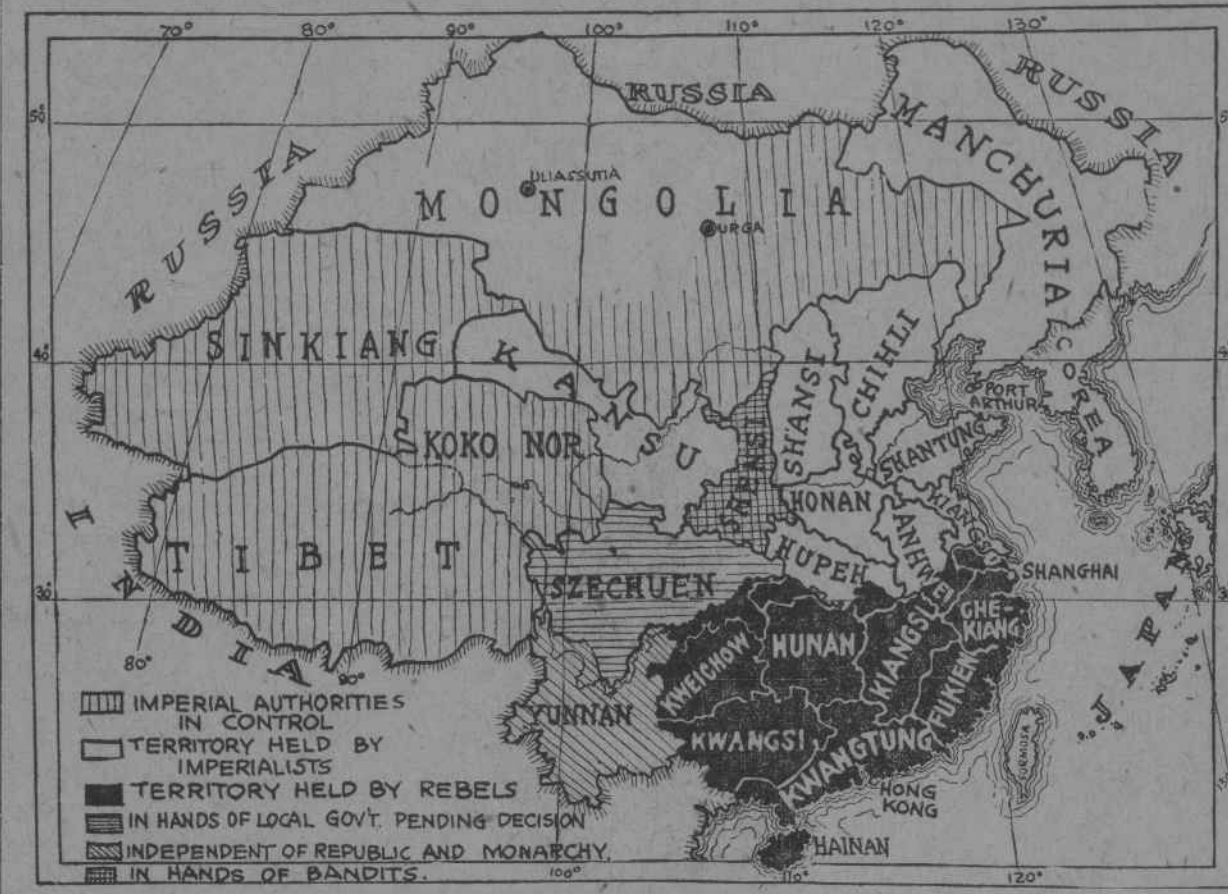 70° 80° 90° 100° 110° 120° 130°
RUSSIA
RUSSIA
RUSSIA.
50°
MANCHURIA
ULIASSUTIA
MONGOLIA
URGA
SINKIANG
KANSU
40°
CHIHLI
SHANSI
COREA
PORT
ARTHUR
KOKO NOR
SHENSI
SHANTUNG
HONAN
KIANGSU
ANHWEI
TIBET
HUPEH
SZECHUEN
SHANGHAI
30°
INDIA
CHE-
KIANG
JAPAN
HUNAN
KIANGSI
KWEICHOW
FUKIEN
80°
90°
YUNNAN
KWANGSI
KWANGTUNG
FORMOSA
HONG
KONG
HAINAN
IMPERIAL AUTHORITIES
IN CONTROL
TERRITORY HELD BY
IMPERIALISTS
TERRITORY HELD BY REBELS
IN HANDS OF LOCAL GOV'T. PENDING DECISION
INDEPENDENT OF REPUBLIC AND MONARCHY.
IN HANDS OF BANDITS.
100° 110° 120°